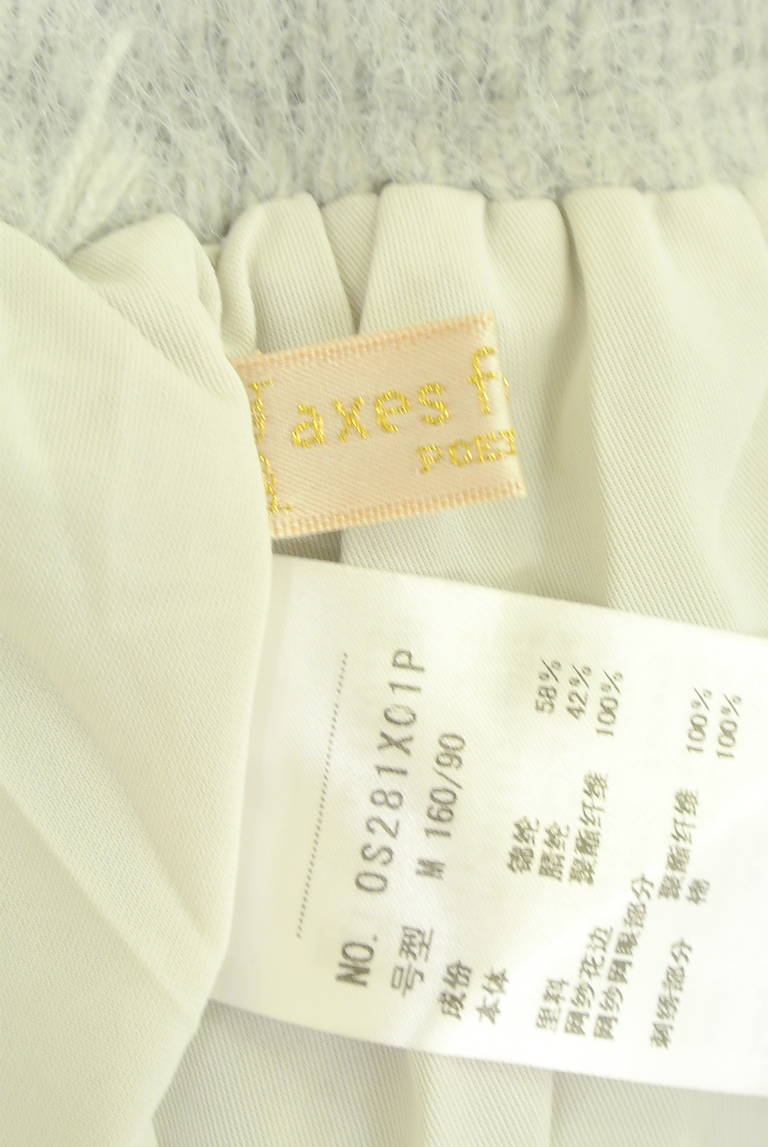 axes f
POE
NO. OS281X01P
号型 M 160/90
成份
本体 锦纶 58%
腈纶 42%
里料 聚酯纤维 100%
网纱花边
网纱网眼部分
聚酯纤维 100%
刺绣部分 棉 100%